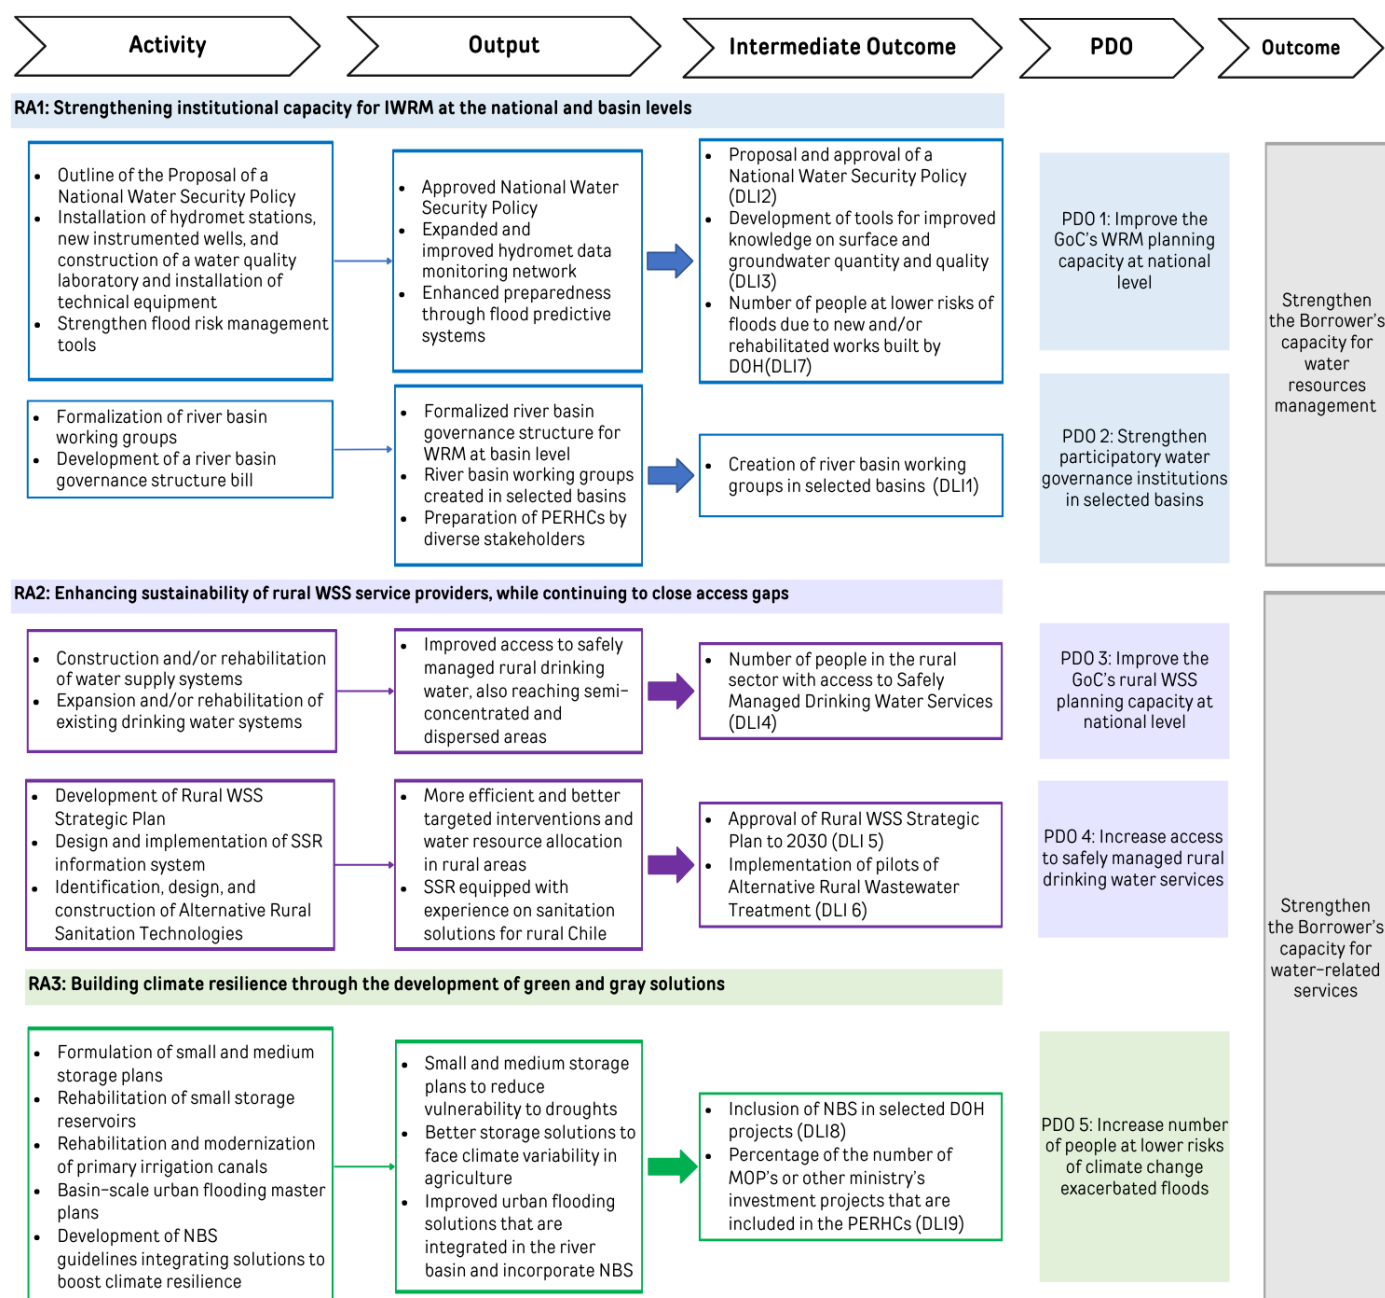 Activity
Output
Intermediate Outcome
PDO
Outcome
RA1: Strengthening institutional capacity for IWRM at the national and basin levels
• Outline of the Proposal of a
National Water Security Policy
• Installation of hydromet stations,
new instrumented wells, and
construction of a water quality
laboratory and installation of
technical equipment
• Strengthen flood risk management
tools
• Approved National Water
Security Policy
• Expanded and
improved hydromet data
monitoring network
• Enhanced preparedness
through flood predictive
systems
• Proposal and approval of a
National Water Security Policy
(DLI2)
• Development of tools for improved
knowledge on surface and
groundwater quantity and quality
(DLI3)
• Number of people at lower risks of
floods due to new and/or
rehabilitated works built by
DOH(DLI7)
PDO 1: Improve the
GoC's WRM planning
capacity at national
level
Strengthen
the Borrower's
capacity for
water
resources
management
• Formalization of river basin
working groups
• Development of a river basin
governance structure bill
• Formalized river basin
governance structure for
WRM at basin level
• River basin working groups
created in selected basins
• Preparation of PERHCs by
diverse stakeholders
• Creation of river basin working
groups in selected basins (DLI1)
PDO 2: Strengthen
participatory water
governance institutions
in selected basins
RA2: Enhancing sustainability of rural WSS service providers, while continuing to close access gaps
• Construction and/or rehabilitation
of water supply systems
• Expansion and/or rehabilitation of
existing drinking water systems
• Improved access to safely
managed rural drinking
water, also reaching semi-
concentrated and
dispersed areas
• Number of people in the rural
sector with access to Safely
Managed Drinking Water Services
(DLI4)
PDO 3: Improve the
GoC's rural WSS
planning capacity at
national level
• Development of Rural WSS
Strategic Plan
• Design and implementation of SSR
information system
• Identification, design, and
construction of Alternative Rural
Sanitation Technologies
• More efficient and better
targeted interventions and
water resource allocation
in rural areas
• SSR equipped with
experience on sanitation
solutions for rural Chile
• Approval of Rural WSS Strategic
Plan to 2030 (DLI 5)
• Implementation of pilots of
Alternative Rural Wastewater
Treatment (DLI 6)
PDO 4: Increase access
to safely managed rural
drinking water services
Strengthen
the Borrower's
capacity for
water-related
services
RA3: Building climate resilience through the development of green and gray solutions
• Formulation of small and medium
storage plans
• Rehabilitation of small storage
reservoirs
• Rehabilitation and modernization
of primary irrigation canals
• Basin-scale urban flooding master
plans
• Development of NBS
guidelines integrating solutions to
boost climate resilience
• Small and medium storage
plans to reduce
vulnerability to droughts
• Better storage solutions to
face climate variability in
agriculture
• Improved urban flooding
solutions that are
integrated in the river
basin and incorporate NBS
• Inclusion of NBS in selected DOH
projects (DLI8)
• Percentage of the number of
MOP's or other ministry's
investment projects that are
included in the PERHCs (DLI9)
PDO 5: Increase number
of people at lower risks
of climate change
exacerbated floods